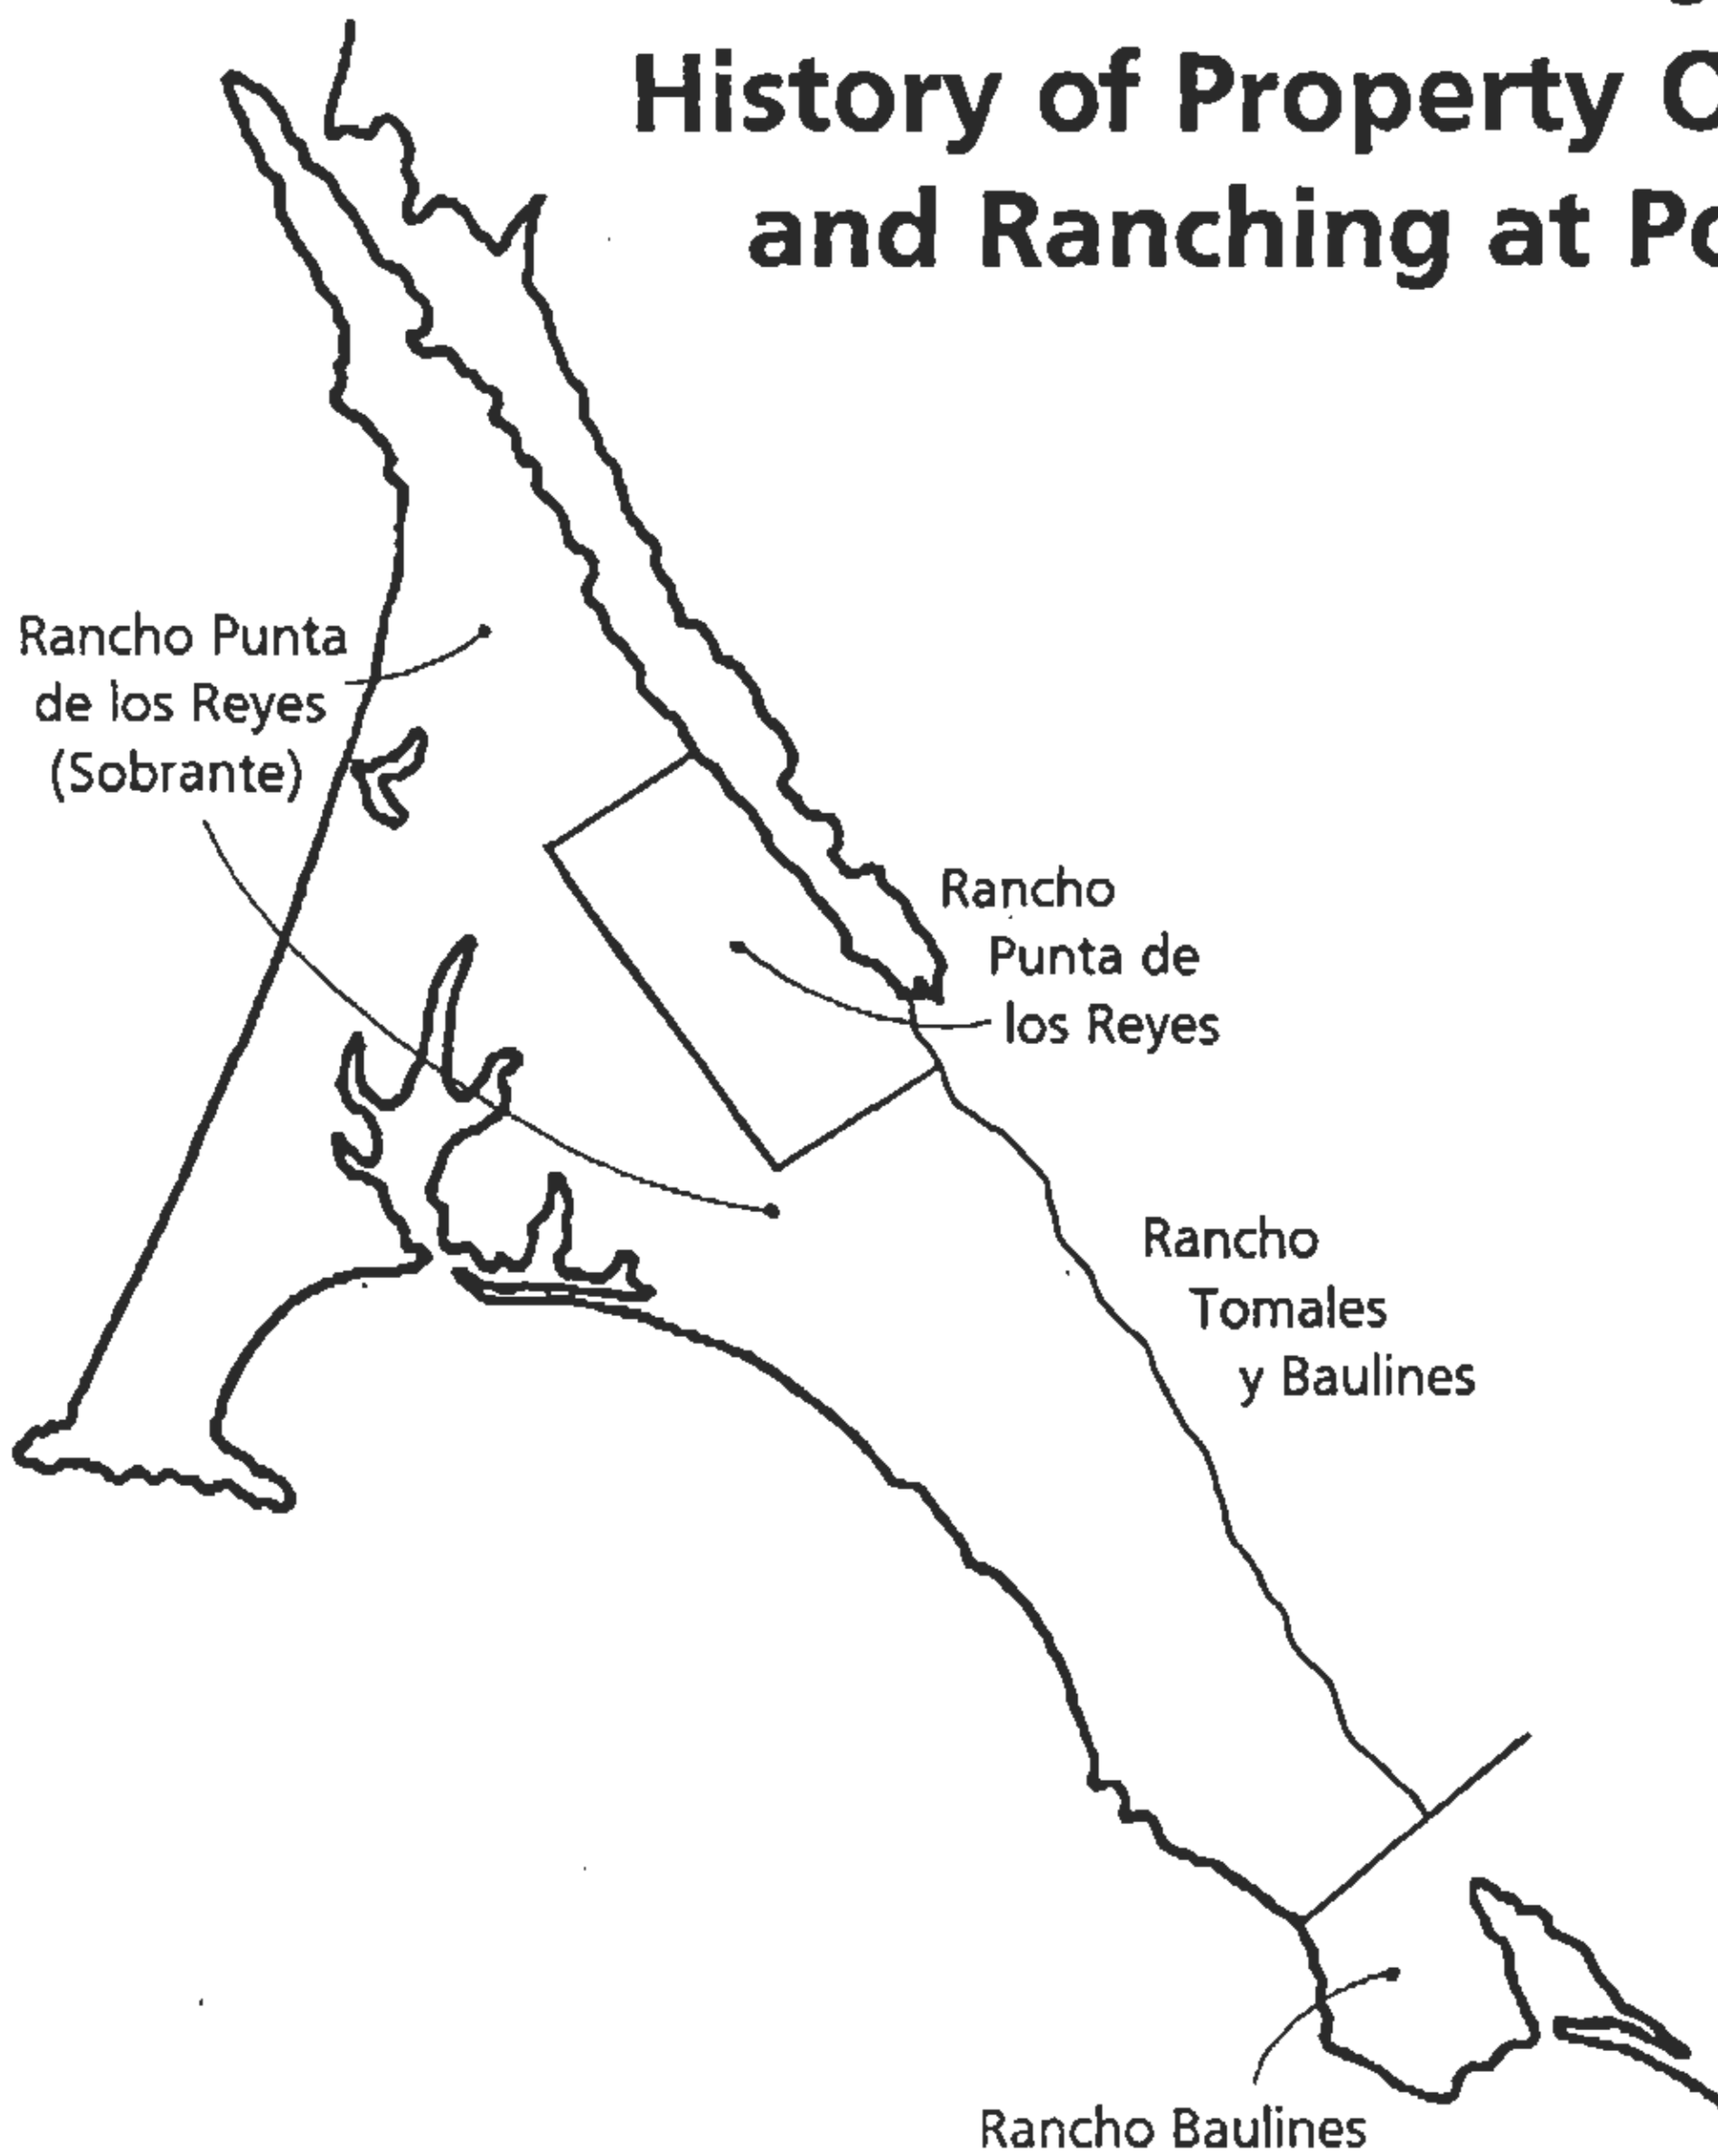 History of Property
and Ranching at
Rancho Punta
de los Reyes
(Sobrante)
Rancho
Punta de
los Reyes
Rancho
Tomales
y Baulines
Rancho Baulines